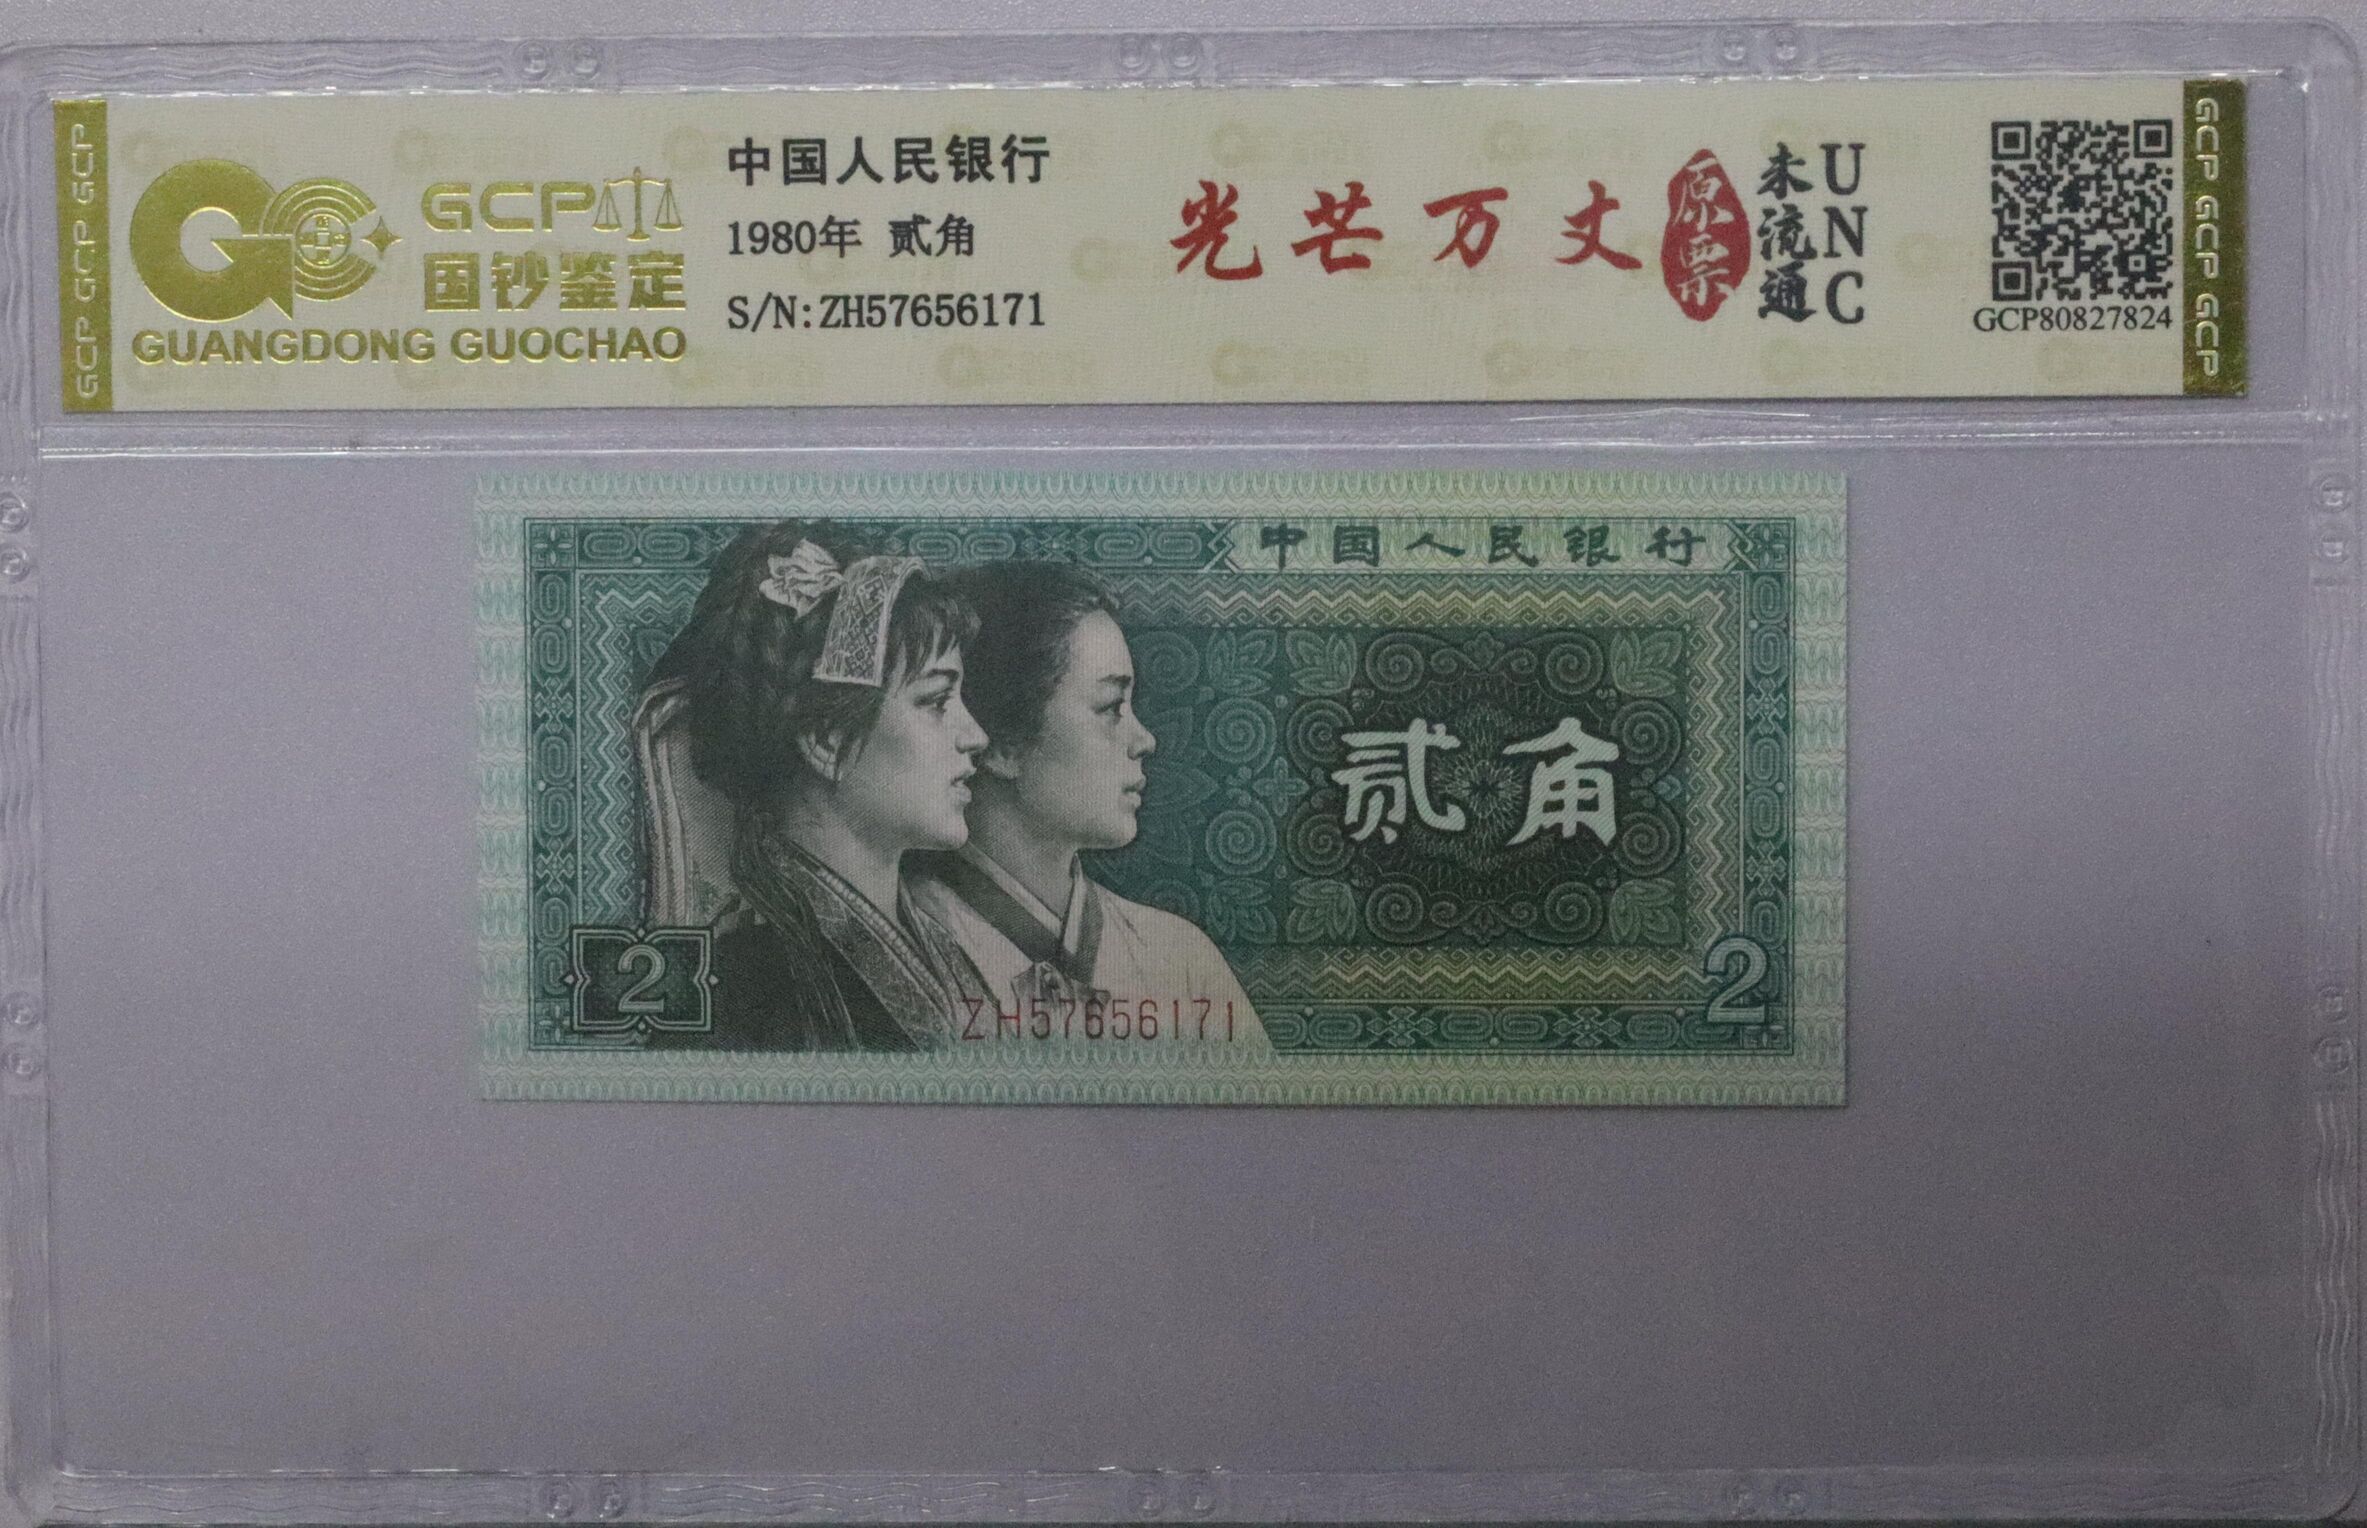 GCP GCP GCP
GCP
国钞鉴定
GUANGDONG GUOCHAO
中国人民银行
1980年 贰角
S/N:ZH57656171
光芒万丈
原票
未流通
UNC
GCP80827824
GCP GCP GCP
中国人民银行
贰角
2
ZH57656171
2